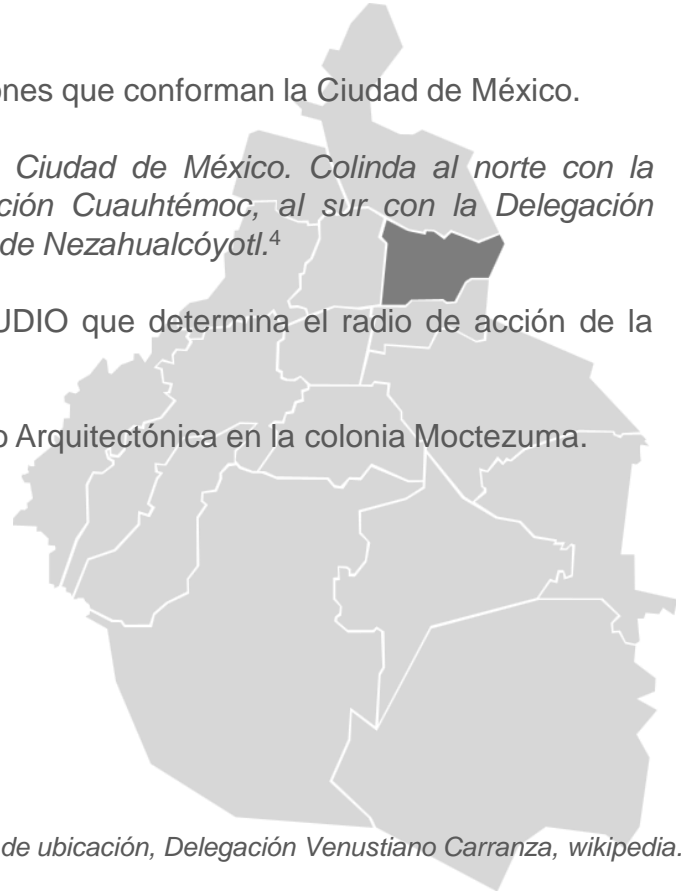 ones que conforman la Ciudad de México.
Ciudad de México. Colinda al norte con la
ción Cuauhtémoc, al sur con la Delegación
de Nezahualcóyotl.⁴
UDIO que determina el radio de acción de la
o Arquitectónica en la colonia Moctezuma.
de ubicación, Delegación Venustiano Carranza, wikipedia.